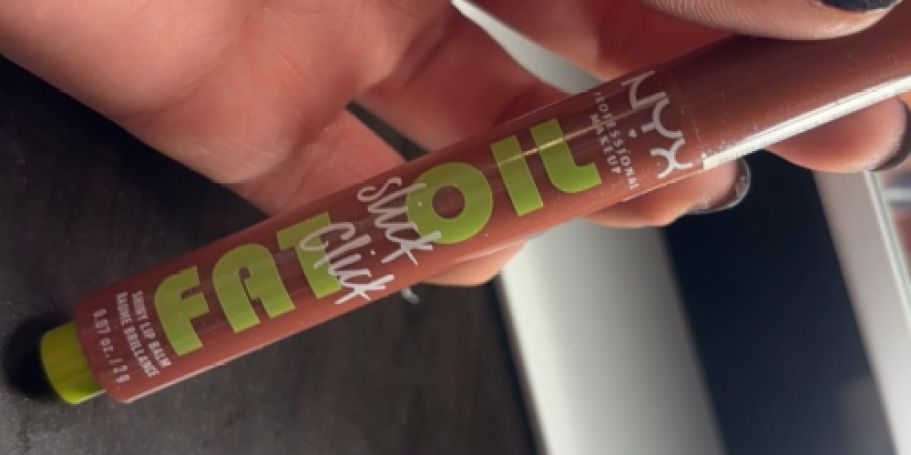 NYX
PROFESSIONAL
MAKEUP
FAT OIL
Slick
Click
SHINY LIP BALM
BAUME BRILLANCE
0.07 oz. / 2 g